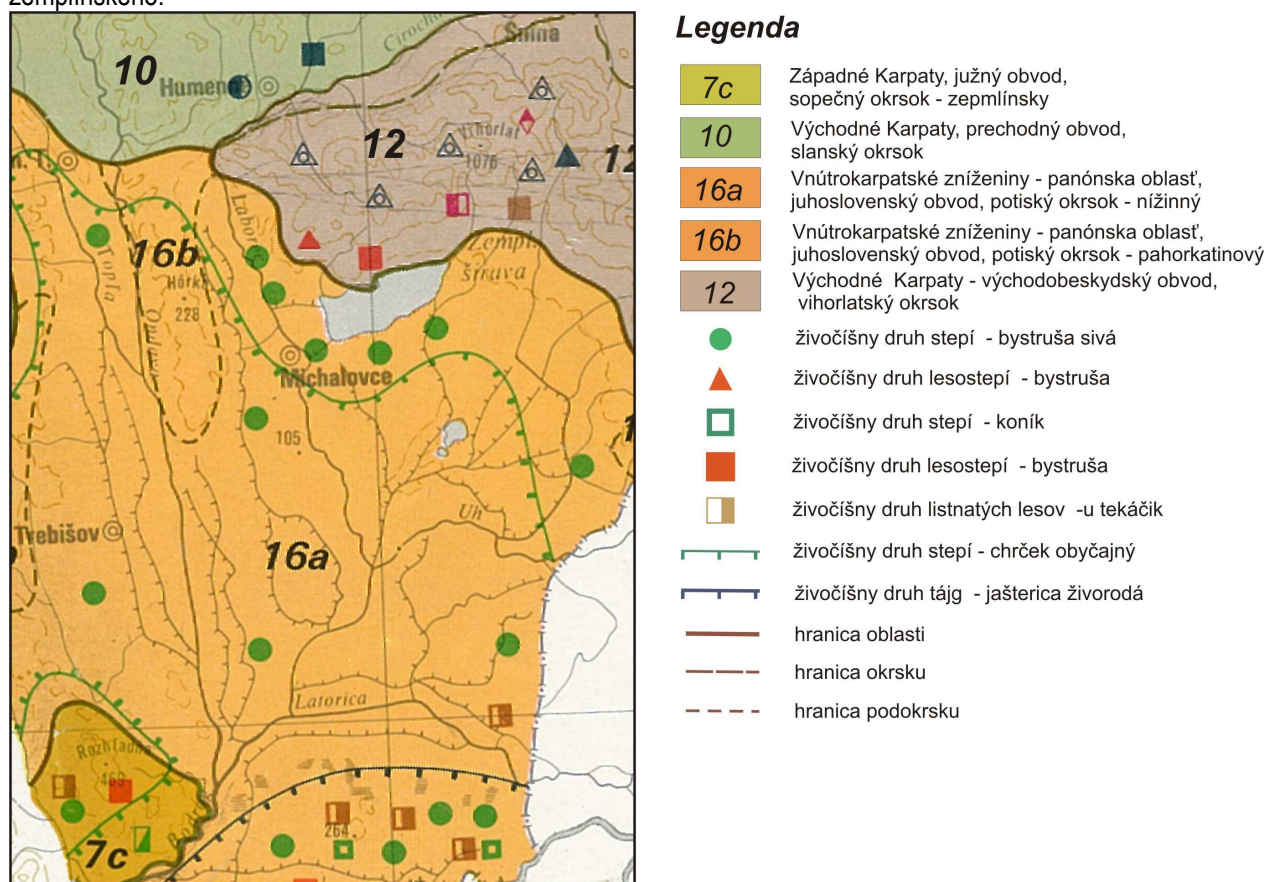 zemplínskeho.
10
Humenné
Cirocha
Snina
12
Vihorlat
1076
12
Laborec
16b
Topľa
Hôrka
228
Ondava
Zempl.
šírava
Michalovce
105
Trebišov
Uh
16a
Latorica
Rozhľadňa
469
7c
264
Legenda
7c
Západné Karpaty, južný obvod,
sopečný okrsok - zepmlínsky
10
Východné Karpaty, prechodný obvod,
slanský okrsok
16a
Vnútrokarpatské zníženiny - panónska oblasť,
juhoslovenský obvod, potiský okrsok - nížinný
16b
Vnútrokarpatské zníženiny - panónska oblasť,
juhoslovenský obvod, potiský okrsok - pahorkatinový
12
Východné Karpaty - východobeskydský obvod,
vihorlatský okrsok
živočíšny druh stepí - bystruša sivá
živočíšny druh lesostepí - bystruša
živočíšny druh stepí - koník
živočíšny druh lesostepí - bystruša
živočíšny druh listnatých lesov -u tekáčik
živočíšny druh stepí - chrček obyčajný
živočíšny druh tájg - jašterica živorodá
hranica oblasti
hranica okrsku
hranica podokrsku